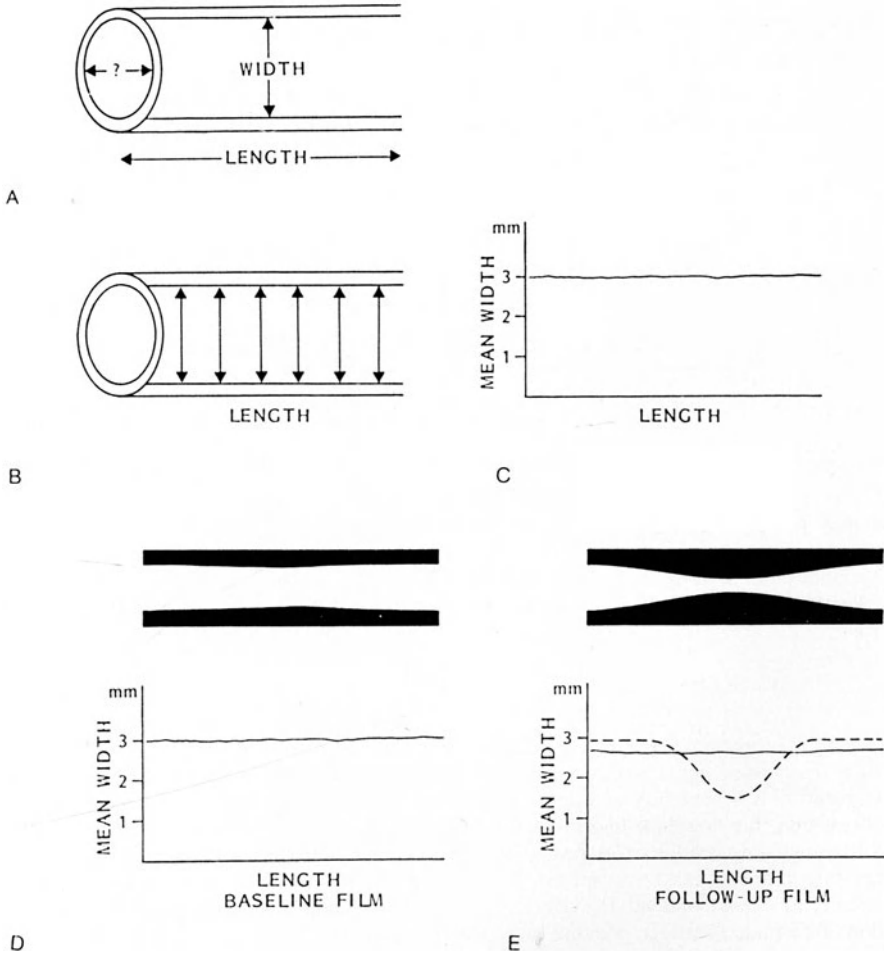 ?
WIDTH
LENGTH
A
LENGTH
B
mm
3
2
1
MEAN WIDTH
LENGTH
C
mm
3
2
1
MEAN WIDTH
LENGTH
BASELINE FILM
D
mm
3
2
1
MEAN WIDTH
LENGTH
FOLLOW-UP FILM
E